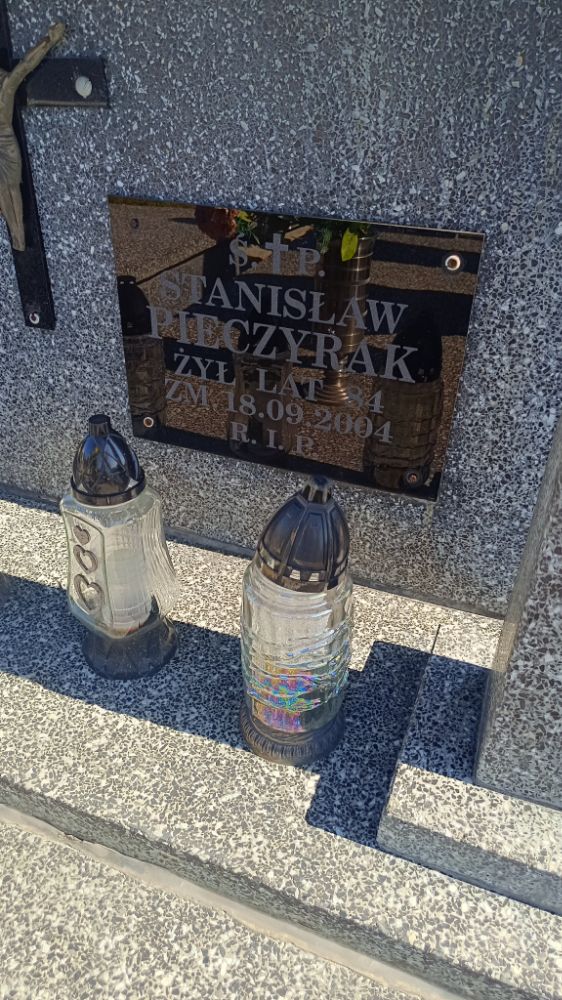 Ś. † P.
STANISŁAW
PIECZYRAK
ŻYŁ LAT 84
ZM. 18.09.2004
R. I. P.